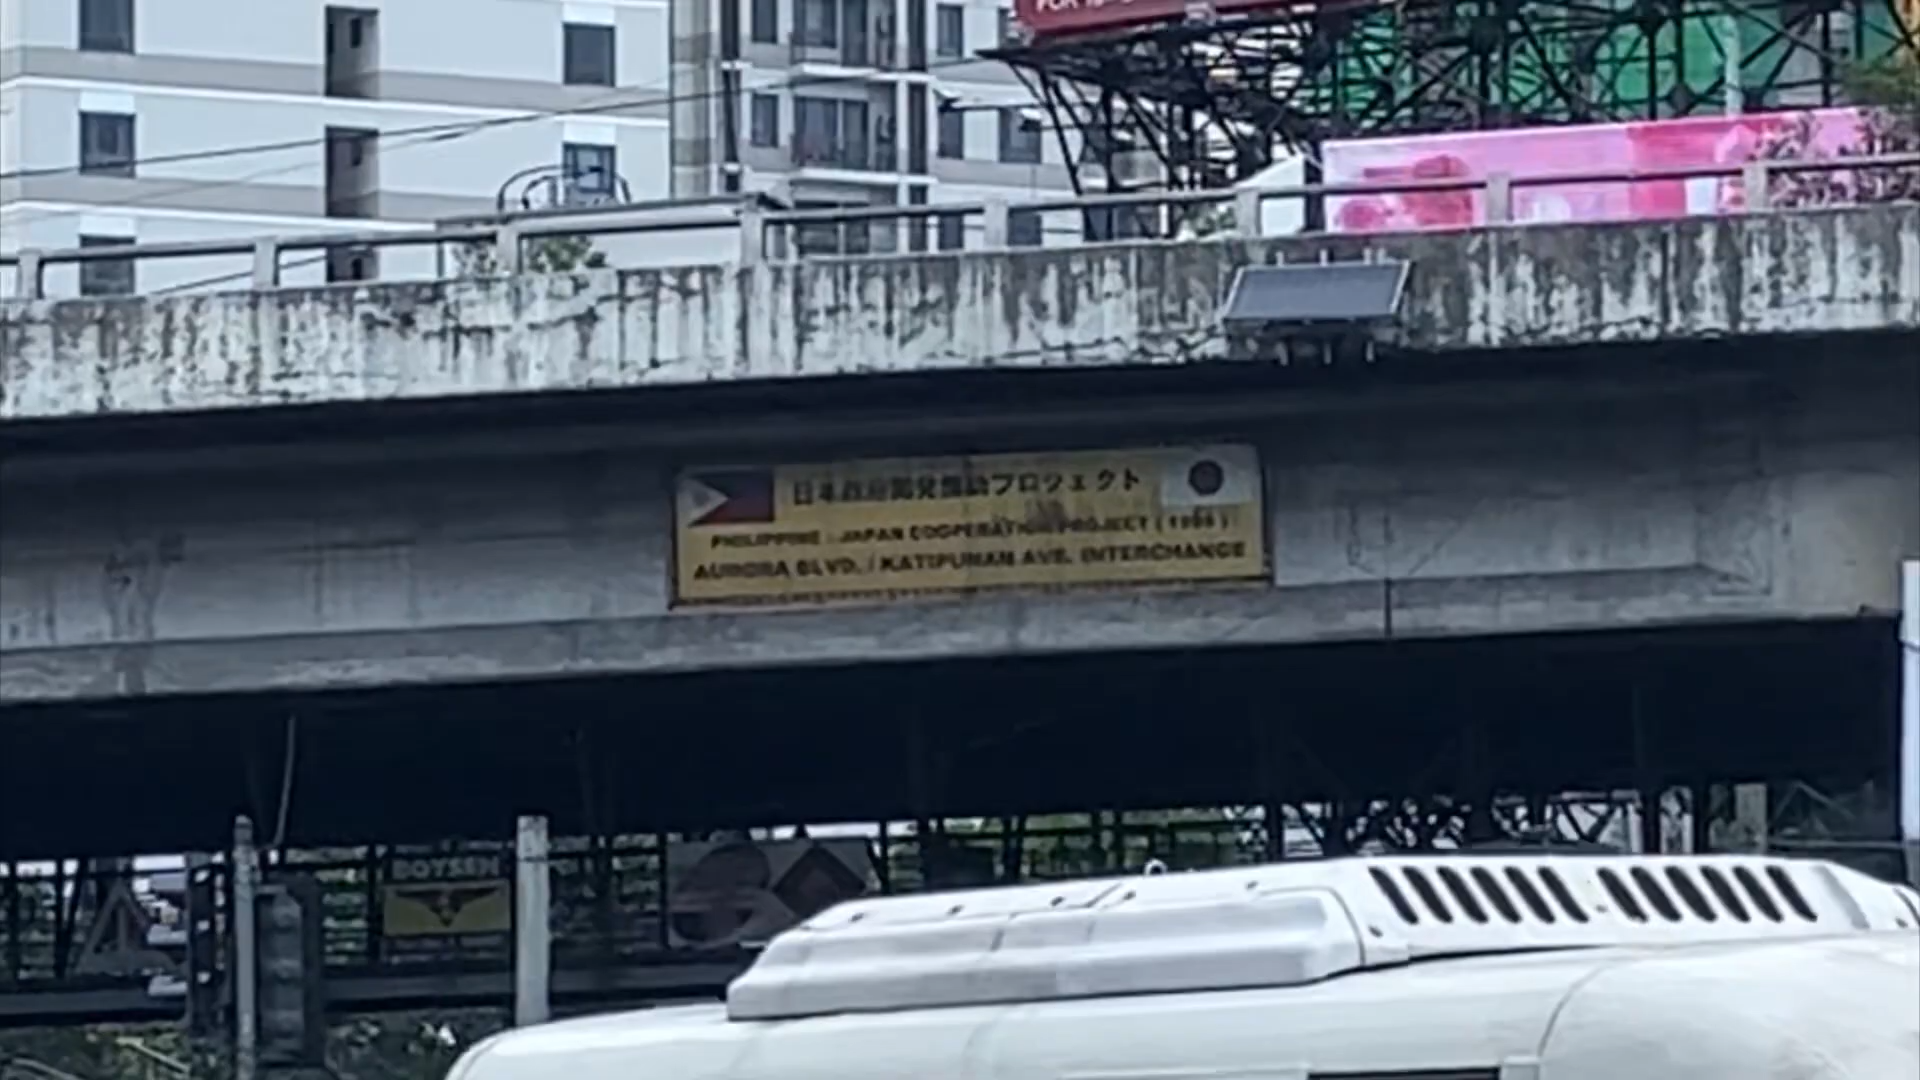 日本政府開発援助プロジェクト
PHILIPPINE - JAPAN COOPERATION PROJECT
AURORA BLVD. / KATIPUNAN AVE. INTERCHANGE
BOYSEN